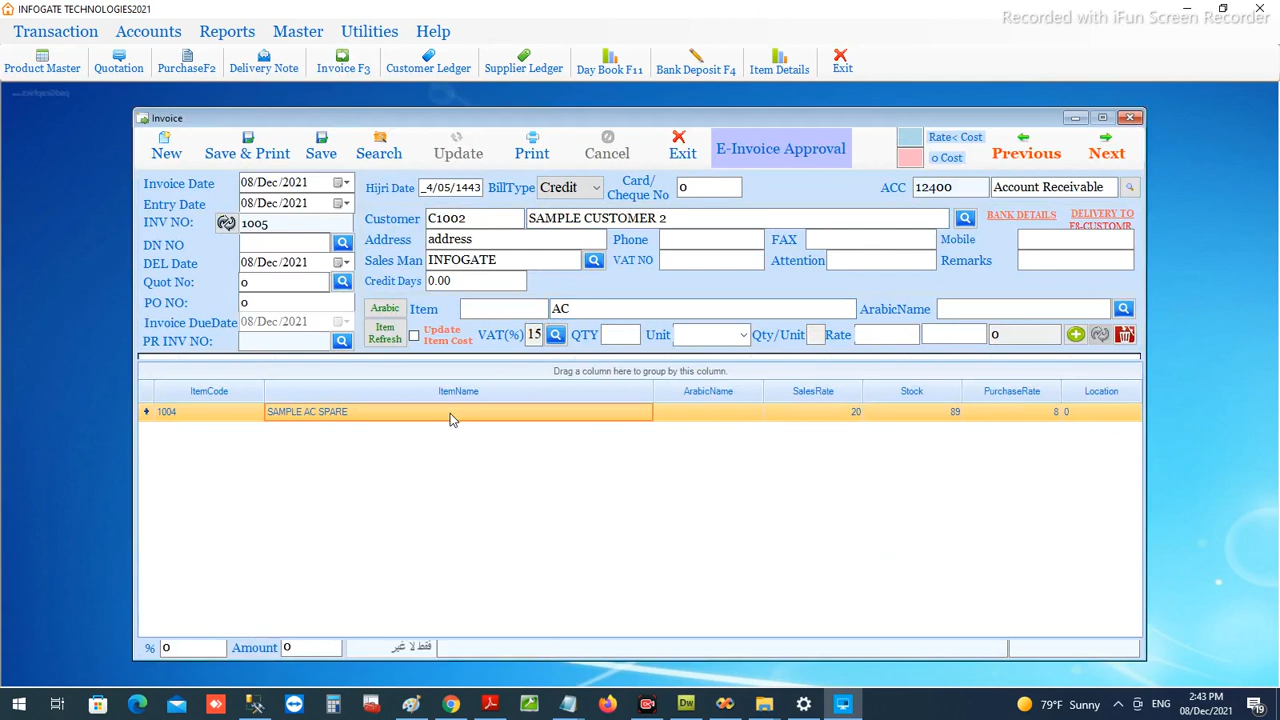 INFOGATE TECHNOLOGIES2021
Recorded with iFun Screen Recorder
Transaction Accounts Reports Master Utilities Help
Product Master Quotation PurchaseF2 Delivery Note Invoice F3 Customer Ledger Supplier Ledger Day Book F11 Bank Deposit F4 Item Details Exit
Invoice
New Save & Print Save Search Update Print Cancel Exit E-Invoice Approval Rate< Cost 0 Cost Previous Next
Invoice Date 08/Dec /2021 Hijri Date _4/05/1443 BillType Credit Card/ Cheque No 0 ACC 12400 Account Receivable
Entry Date 08/Dec /2021
INV NO: 1005 Customer C1002 SAMPLE CUSTOMER 2 BANK DETAILS DELIVERY TO F8-CUSTOMR
DN NO Address address Phone FAX Mobile
DEL Date 08/Dec /2021 Sales Man INFOGATE VAT NO Attention Remarks
Quot No: 0 Credit Days 0.00
PO NO: 0 Arabic Item AC ArabicName
Invoice DueDate 08/Dec /2021
PR INV NO: Item Refresh Update Item Cost VAT(%) 15 QTY Unit Qty/Unit Rate 0
Drag a column here to group by this column.
ItemCode ItemName ArabicName SalesRate Stock PurchaseRate Location
1004 SAMPLE AC SPARE 20 89 8 0
% 0 Amount 0 فقط لا غير
Dw
79°F Sunny ENG 2:43 PM 08/Dec/2021 19